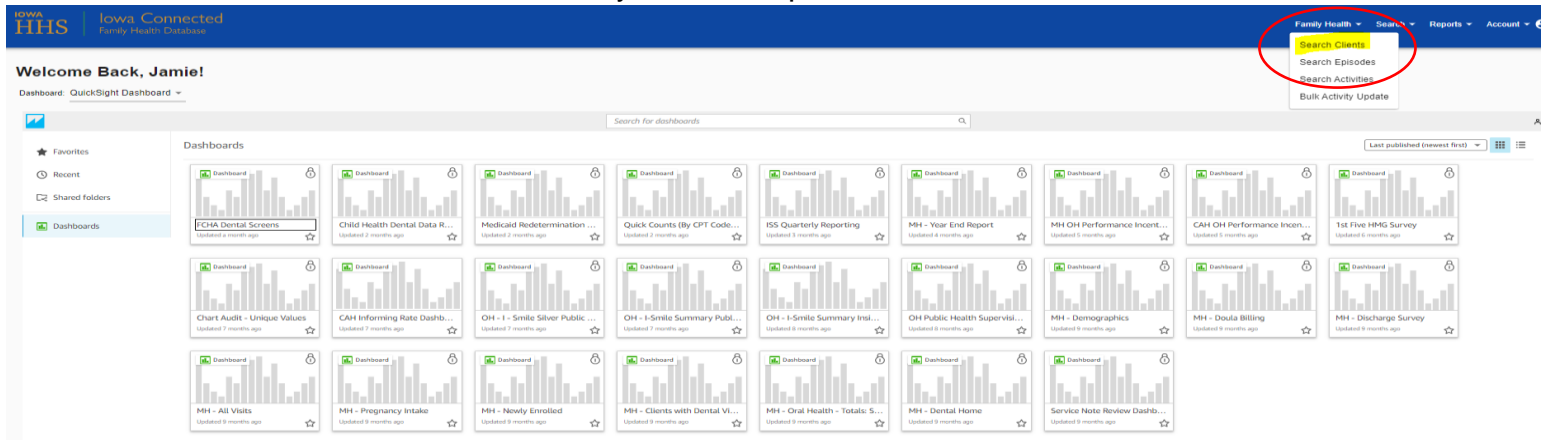 IOWA
HHS
Iowa Connected
Family Health Database
Family Health
Search
Reports
Account
Search Clients
Search Episodes
Search Activities
Bulk Activity Update
Welcome Back, Jamie!
Dashboard: QuickSight Dashboard
Search for dashboards
Favorites
Recent
Shared folders
Dashboards
Dashboards
Last published (newest first)
Dashboard
FCHA Dental Screens
Updated a month ago
Dashboard
Child Health Dental Data R...
Updated 2 months ago
Dashboard
Medicaid Redetermination ...
Updated 2 months ago
Dashboard
Quick Counts (By CPT Code...
Updated 2 months ago
Dashboard
ISS Quarterly Reporting
Updated 3 months ago
Dashboard
MH - Year End Report
Updated 4 months ago
Dashboard
MH OH Performance Incent...
Updated 5 months ago
Dashboard
CAH OH Performance Incen...
Updated 5 months ago
Dashboard
1st Five HMG Survey
Updated 6 months ago
Dashboard
Chart Audit - Unique Values
Updated 7 months ago
Dashboard
CAH Informing Rate Dashb...
Updated 7 months ago
Dashboard
OH - I - Smile Silver Public ...
Updated 7 months ago
Dashboard
OH - I-Smile Summary Publ...
Updated 7 months ago
Dashboard
OH - I-Smile Summary Insi...
Updated 8 months ago
Dashboard
OH Public Health Supervisi...
Updated 8 months ago
Dashboard
MH - Demographics
Updated 9 months ago
Dashboard
MH - Doula Billing
Updated 9 months ago
Dashboard
MH - Discharge Survey
Updated 9 months ago
Dashboard
MH - All Visits
Updated 9 months ago
Dashboard
MH - Pregnancy Intake
Updated 9 months ago
Dashboard
MH - Newly Enrolled
Updated 9 months ago
Dashboard
MH - Clients with Dental Vi...
Updated 9 months ago
Dashboard
MH - Oral Health - Totals: S...
Updated 9 months ago
Dashboard
MH - Dental Home
Updated 9 months ago
Dashboard
Service Note Review Dashb...
Updated 9 months ago